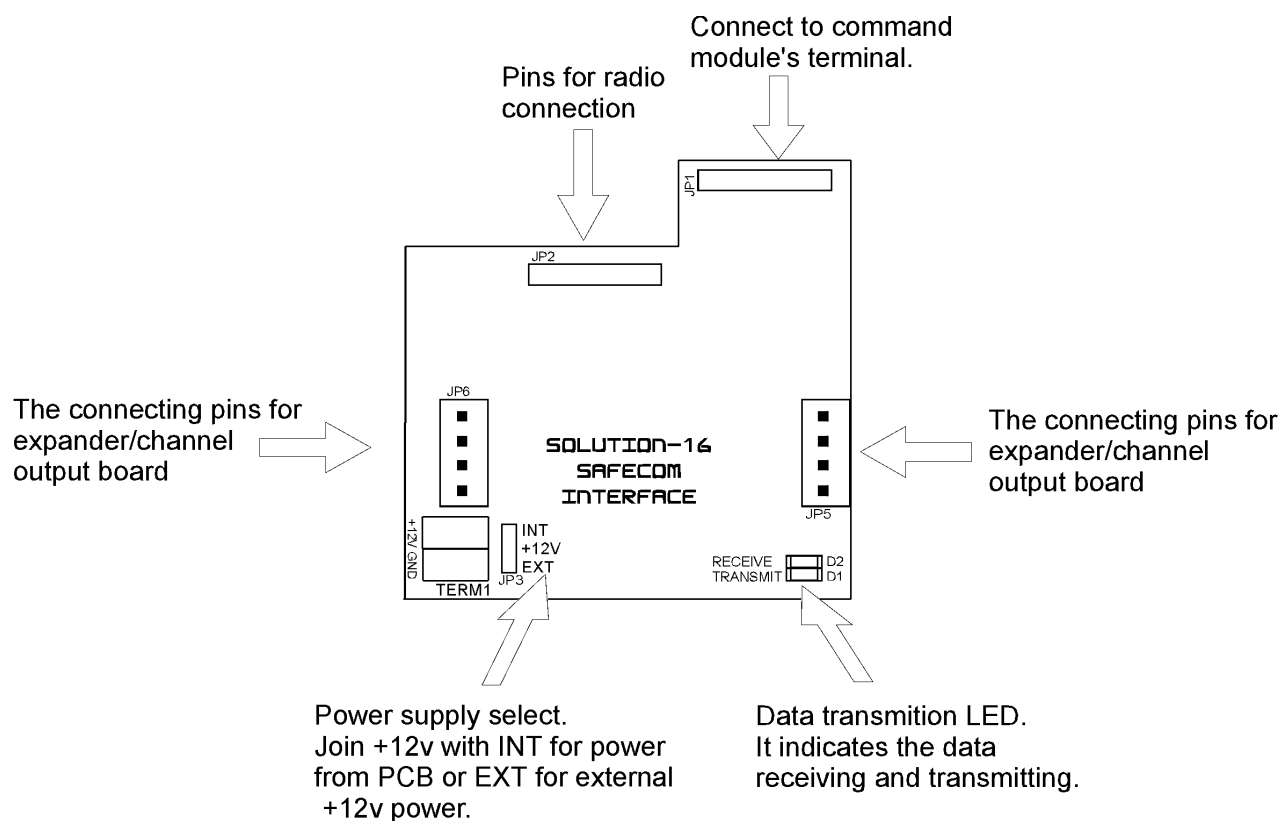 Connect to command
module's terminal.
Pins for radio
connection
JP1
JP2
The connecting pins for
expander/channel
output board
JP6
SOLUTION-16
SAFECOM
INTERFACE
The connecting pins for
expander/channel
output board
JP5
+12V GND
INT
+12V
EXT
JP3
TERM1
RECEIVE D2
TRANSMIT D1
Power supply select.
Join +12v with INT for power
from PCB or EXT for external
+12v power.
Data transmition LED.
It indicates the data
receiving and transmitting.